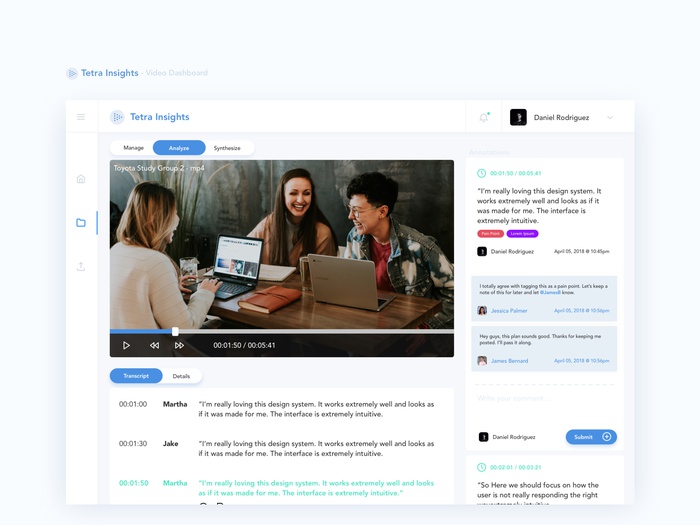 Tetra Insights - Video Dashboard
Tetra Insights
Daniel Rodriguez
Manage
Analyze
Synthesize
Toyota Study Group 2 - mp4
00:01:50 / 00:05:41
Transcript
Details
00:01:00
Martha
"I'm really loving this design system. It works extremely well and looks as
if it was made for me. The interface is extremely intuitive.
00:01:30
Jake
"I'm really loving this design system. It works extremely well and looks as
if it was made for me. The interface is extremely intuitive.
00:01:50
Martha
"I'm really loving this design system. It works extremely well and looks
as if it was made for me. The interface is extremely intuitive."
00:01:50 / 00:05:41
"I'm really loving this design system. It
works extremely well and looks as if it
was made for me. The interface is
extremely intuitive.
Pain Point
Lorem Ipsum
Daniel Rodriguez
April 05, 2018 @ 10:45pm
I totally agree with tagging this as a pain point. Let's keep a
note of this for later and let @JamesB know.
Jessica Palmer
April 05, 2018 @ 10:56pm
Hey guys, this plan sounds good. Thanks for keeping me
posted. I'll pass it along.
James Bernard
April 05, 2018 @ 10:56pm
Write your comment...
Daniel Rodriguez
Submit
00:02:01 / 00:03:21
"So Here we should focus on how the
user is not really responding the right